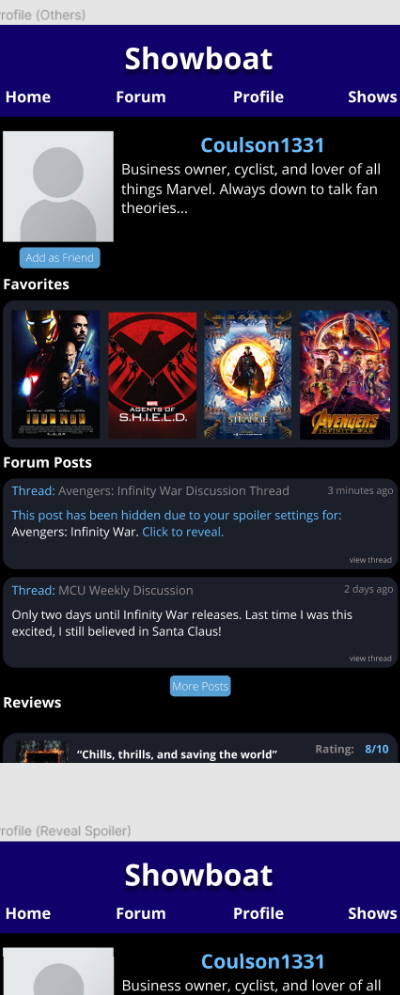 rofile (Others)
Showboat
Home Forum Profile Shows
Coulson1331
Business owner, cyclist, and lover of all
things Marvel. Always down to talk fan
theories...
Add as Friend
Favorites
IRON MAN
MARVEL
AGENTS OF
S.H.I.E.L.D.
STRANGE
AVENGERS
INFINITY WAR
Forum Posts
Thread: Avengers: Infinity War Discussion Thread 3 minutes ago
This post has been hidden due to your spoiler settings for:
Avengers: Infinity War. Click to reveal.
view thread
Thread: MCU Weekly Discussion 2 days ago
Only two days until Infinity War releases. Last time I was this
excited, I still believed in Santa Claus!
view thread
More Posts
Reviews
“Chills, thrills, and saving the world” Rating: 8/10
rofile (Reveal Spoiler)
Showboat
Home Forum Profile Shows
Coulson1331
Business owner, cyclist, and lover of all